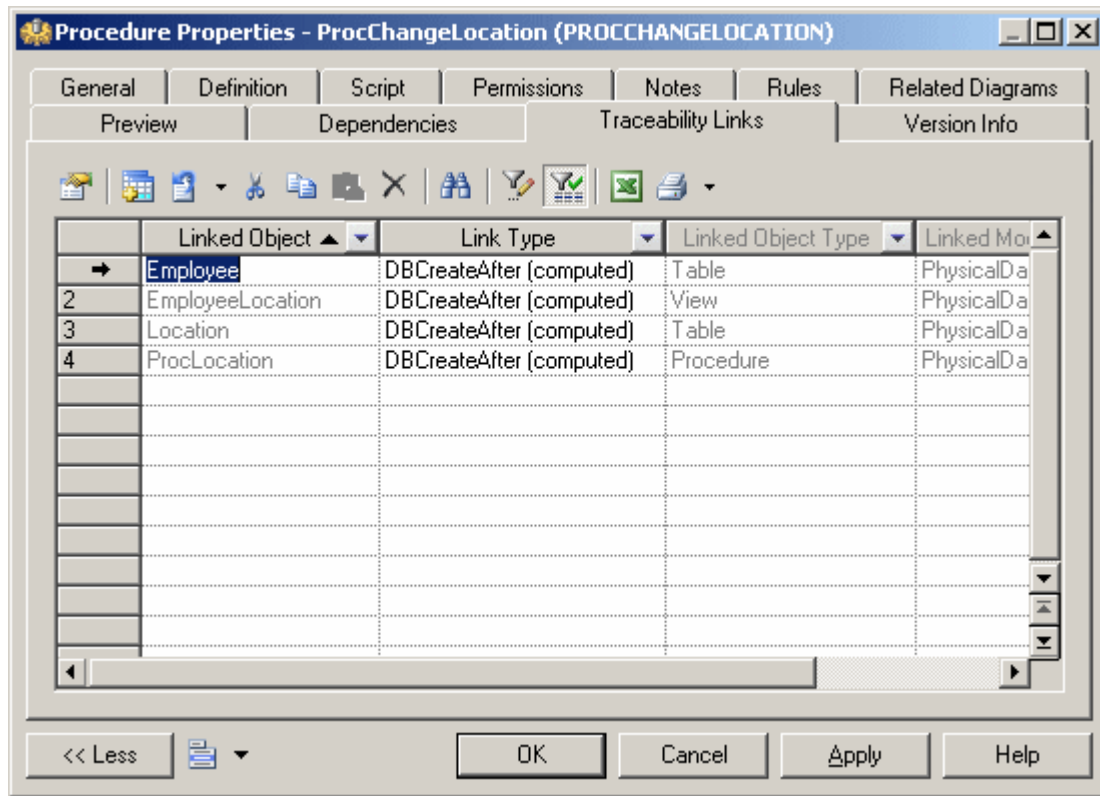 Procedure Properties - ProcChangeLocation (PROCCHANGELOCATION)
General Definition Script Permissions Notes Rules Related Diagrams
Preview Dependencies Traceability Links Version Info
Linked Object Link Type Linked Object Type Linked Mo
Employee DBCreateAfter (computed) Table PhysicalDa
2 EmployeeLocation DBCreateAfter (computed) View PhysicalDa
3 Location DBCreateAfter (computed) Table PhysicalDa
4 ProcLocation DBCreateAfter (computed) Procedure PhysicalDa
<< Less OK Cancel Apply Help